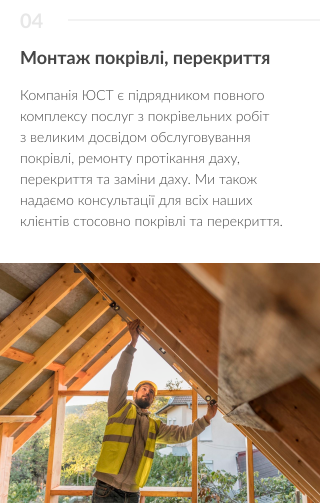 04
Монтаж покрівлі, перекриття
Компанія ЮСТ є підрядником повного
комплексу послуг з покрівельних робіт
з великим досвідом обслуговування
покрівлі, ремонту протікання даху,
перекриття та заміни даху. Ми також
надаємо консультації для всіх наших
клієнтів стосовно покрівлі та перекриття.